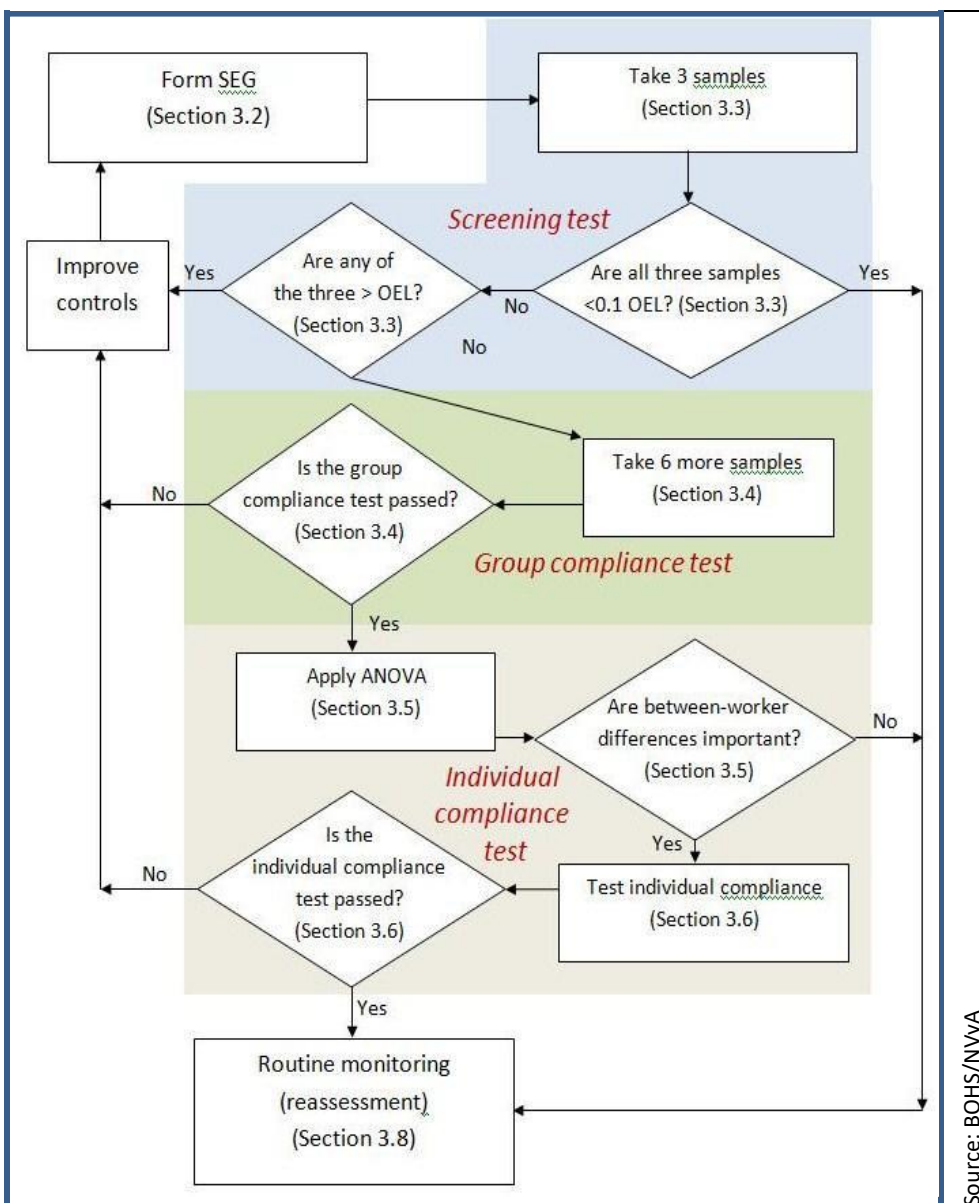 Form SEG
(Section 3.2)
Take 3 samples
(Section 3.3)
Screening test
Improve
controls
Yes
Are any of
the three > OEL?
(Section 3.3)
No
No
Are all three samples
<0.1 OEL? (Section 3.3)
Yes
Is the group
compliance test passed?
(Section 3.4)
No
Take 6 more samples
(Section 3.4)
Group compliance test
Yes
Apply ANOVA
(Section 3.5)
Are between-worker
differences important?
(Section 3.5)
No
Individual
compliance
test
Yes
Is the
individual compliance
test passed?
(Section 3.6)
No
Test individual compliance
(Section 3.6)
Yes
Routine monitoring
(reassessment)
(Section 3.8)
Source: BOHS/NVvA